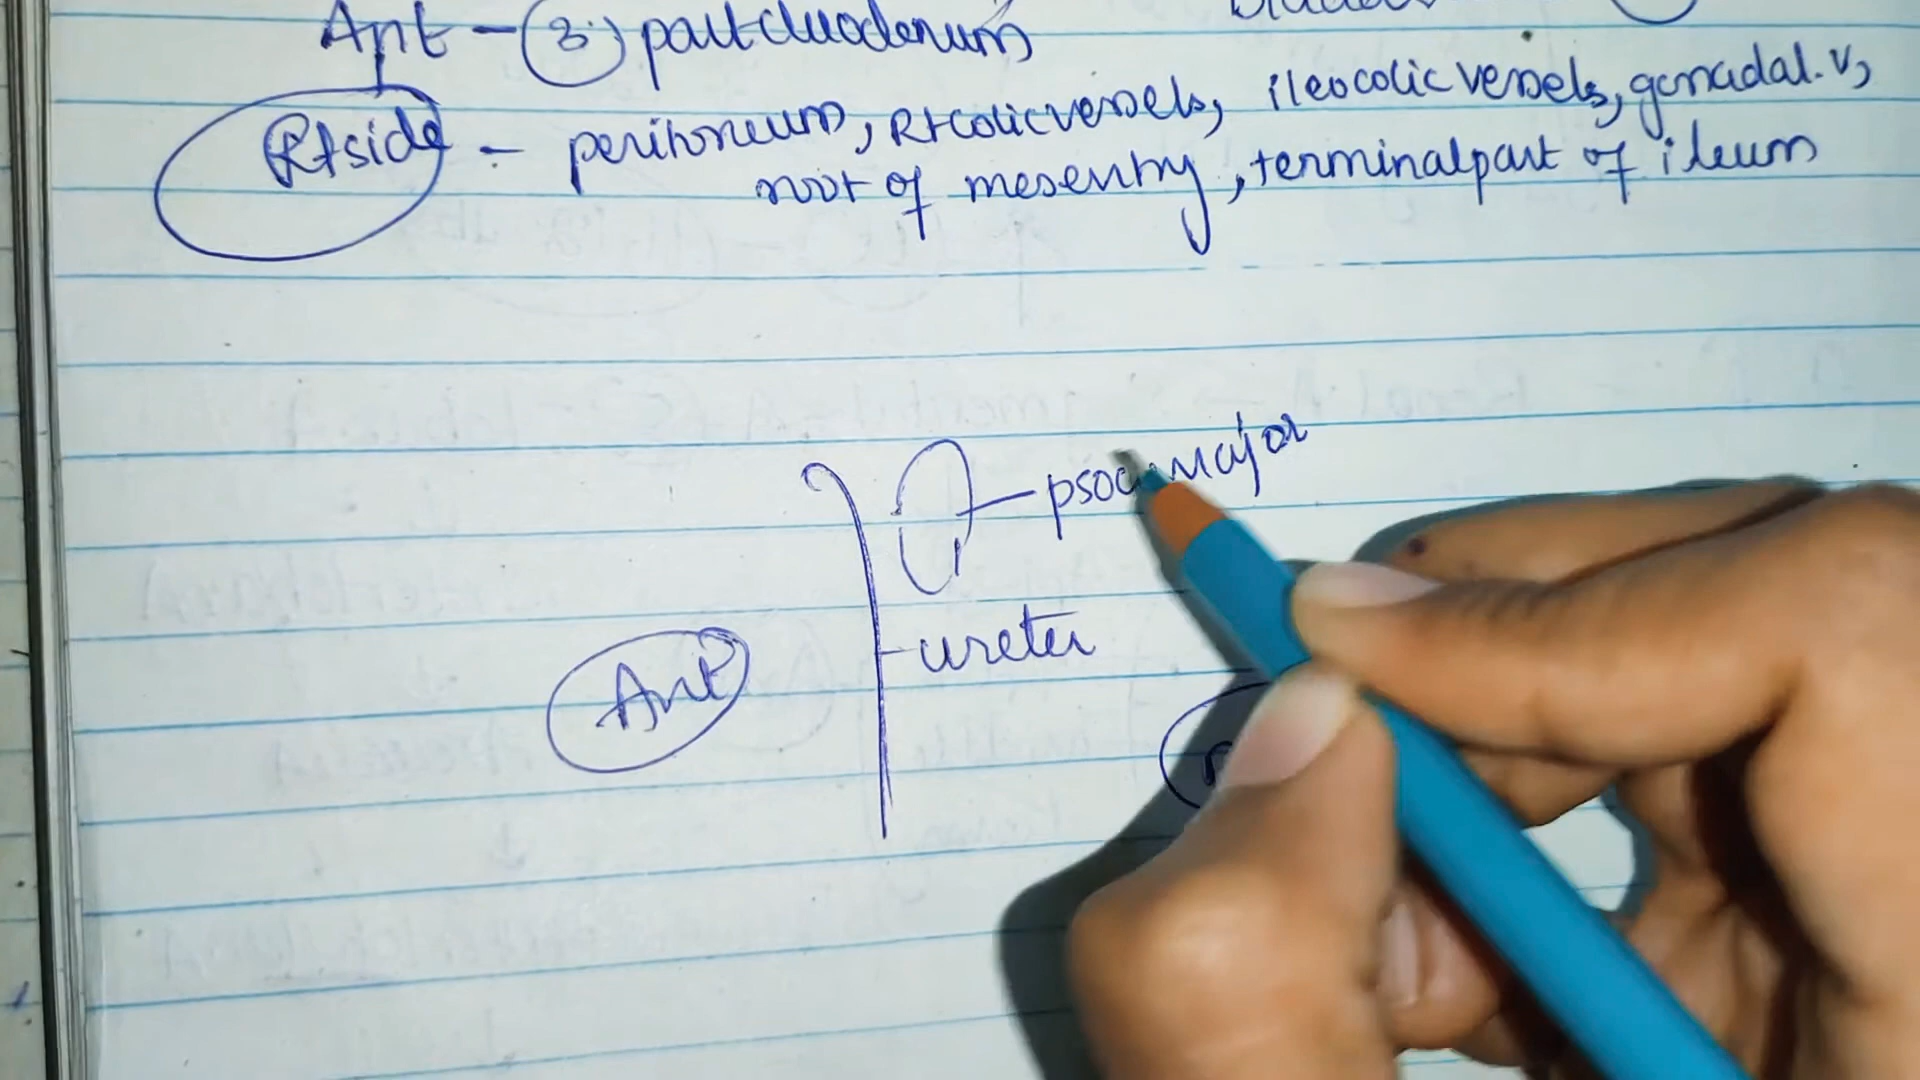 Ant - 3 part duodenum
Rt side - peritoneum, Rt colic vessels, ileocolic vessels, gonadal. v,
root of mesentry, terminal part of ileum
psoas major
ureter
Ant